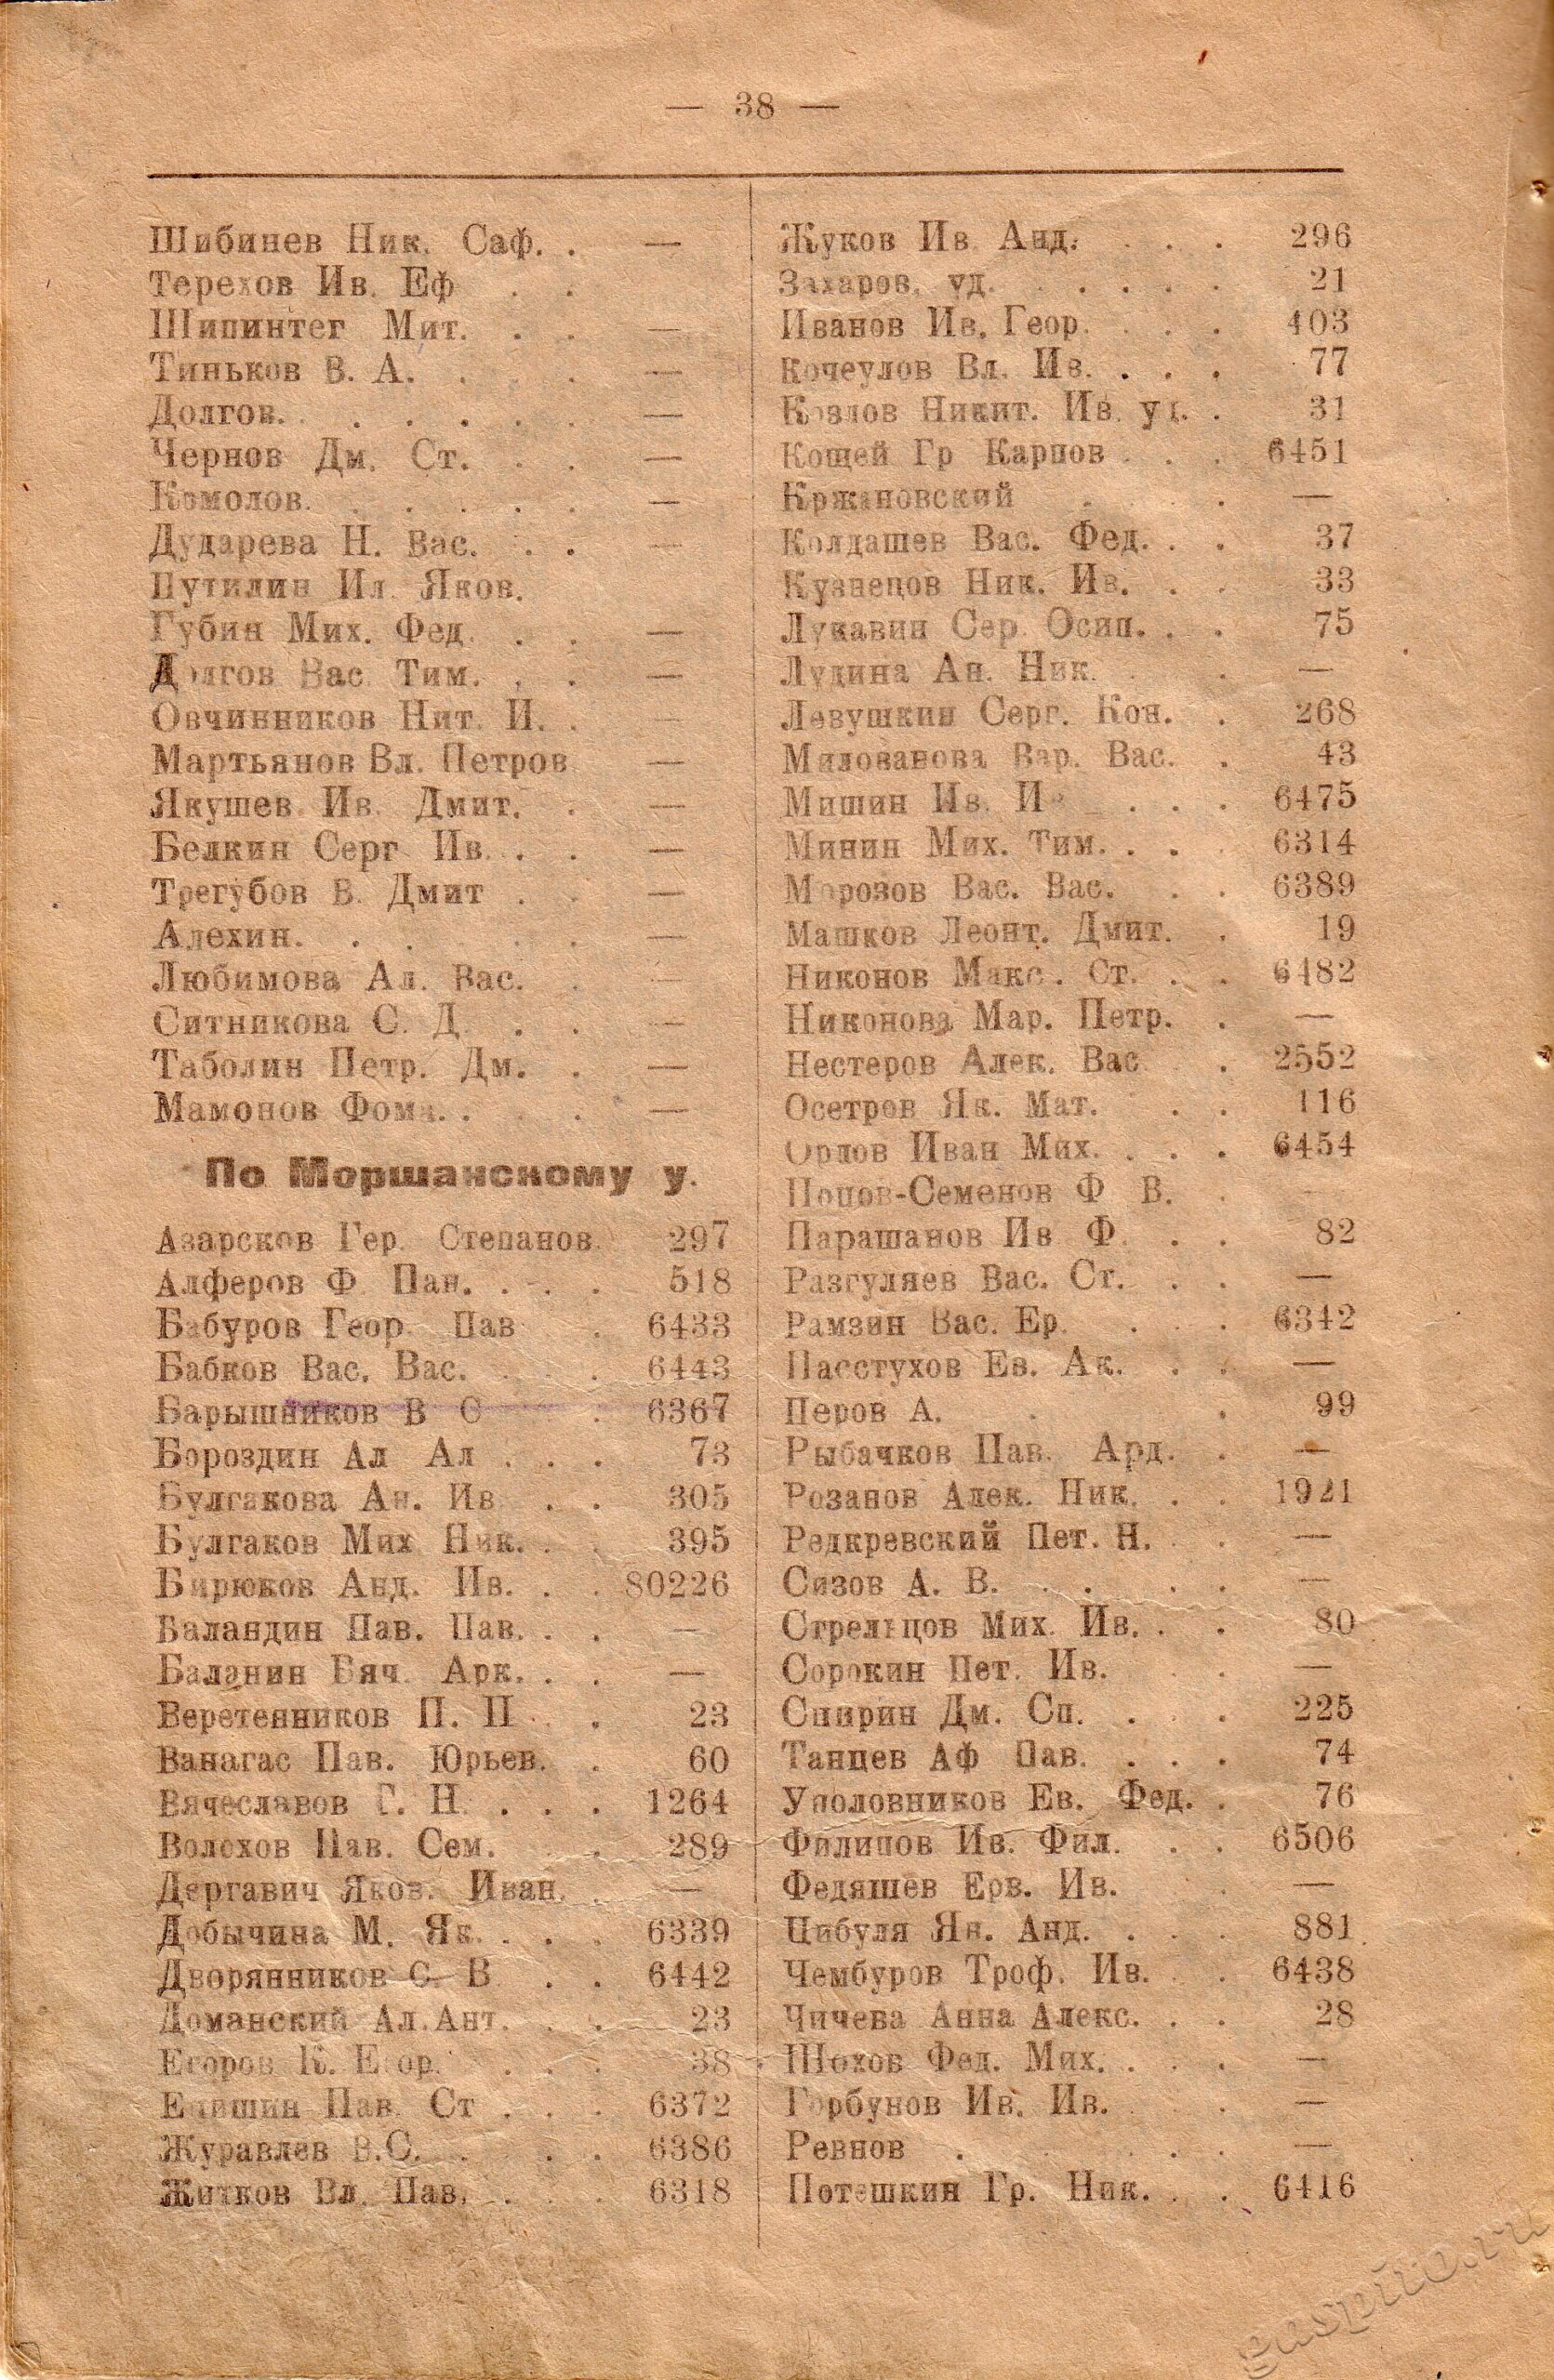 — 38 —
Шибинев Ник. Саф. . —
Терехов Ив. Еф . .
Шипинтег Мит. . . —
Тиньков В. А. . . . —
Долгов. . . . . . —
Чернов Дм. Ст. . . —
Комолов. . . . . . —
Дударева Н. Вас. . . —
Путилин Ил. Яков.
Губин Мих. Фед. . . —
Долгов Вас. Тим. . . —
Овчинников Нит. И. . —
Мартьянов Вл. Петров —
Якушев Ив. Дмит. . —
Белкин Серг Ив. . . —
Трегубов В. Дмит . . —
Алехин. . . . . . —
Любимова Ал. Вас. . —
Ситникова С. Д. . . —
Таболин Петр. Дм. . —
Мамонов Фома. . . . —
По Моршанскому у.
Азарсков Гер. Степанов. 297
Алферов Ф. Пан. . . . 518
Бабуров Геор. Пав . 6433
Бабков Вас. Вас. . . . 6443
Барышников В С . 6367
Бороздин Ал Ал . . . 73
Булгакова Ан. Ив. . . 305
Булгаков Мих. Ник. . . 395
Бирюков Анд. Ив. . . 80226
Баландин Пав. Пав. . . —
Баланин Вяч. Арк. . . —
Веретенников П. П . . 23
Ванагас Пав. Юрьев. . 60
Вячеславов Г. Н. . . . 1264
Волохов Пав. Сем. . . 289
Дергавич Яков. Иван. . —
Добычина М. Як. . . . 6339
Дворянников С. В . . 6442
Доманский Ал. Ант. . . 23
Егоров К. Егор. . . . 38
Елишин Пав. Ст . . . 6372
Журавлев В.С. . . . 6386
Житков Вл. Пав. . . . 6318
Жуков Ив. Анд. . . . 296
Захаров. уд. . . . . . 21
Иванов Ив. Геор. . . . 403
Кочеулов Вл. Ив. . . . 77
Козлов Никит. Ив. уд. . 31
Кощей Гр Карпов . . . 6451
Кржановский . . . —
Колдашев Вас. Фед. . . 37
Кузнецов Ник. Ив. . . 33
Лукавин Сер. Осип. . . 75
Лудина Ан. Ник. . . —
Левушкин Серг. Кон. . 268
Милованова Вар. Вас. . 43
Мишин Ив. . . . 6475
Минин Мих. Тим. . . . 6314
Морозов Вас. Вас. . . 6389
Машков Леонт. Дмит. . 19
Никонов Макс. Ст. . . 6482
Никонова Мар. Петр. . —
Нестеров Алек. Вас. . 2552
Осетров Як. Мат. . . 116
Орлов Иван Мих. . . . 6454
Попов-Семенов Ф В. . —
Парашанов Ив Ф. . . 82
Разгуляев Вас. Ст. . . —
Рамзин Вас. Ер. . . . 6342
Пасстухов Ев. Ак. . . —
Перов А. . . 99
Рыбачков Пав. Ард. . —
Розанов Алек. Ник. . . 1921
Редкревский Пет. Н. . . —
Сизов А. В. . . . . —
Стрельцов Мих. Ив. . . 80
Сорокин Пет. Ив. . . —
Спирин Дм. Сп. . . . 225
Танцев Аф Пав. . . . 74
Уполовников Ев. Фед. . 76
Филипов Ив. Фил. . . 6506
Федяшев Ерв. Ив. . —
Цибуля Ян. Анд. . . . 881
Чембуров Троф. Ив. . . 6438
Чичева Анна Алекс. . . 28
Шохов Фед. Мих. . . . —
Горбунов Ив. Ив. . . —
Ревнов . . . —
Потешкин Гр. Ник. . . 6416
gaspito.ru